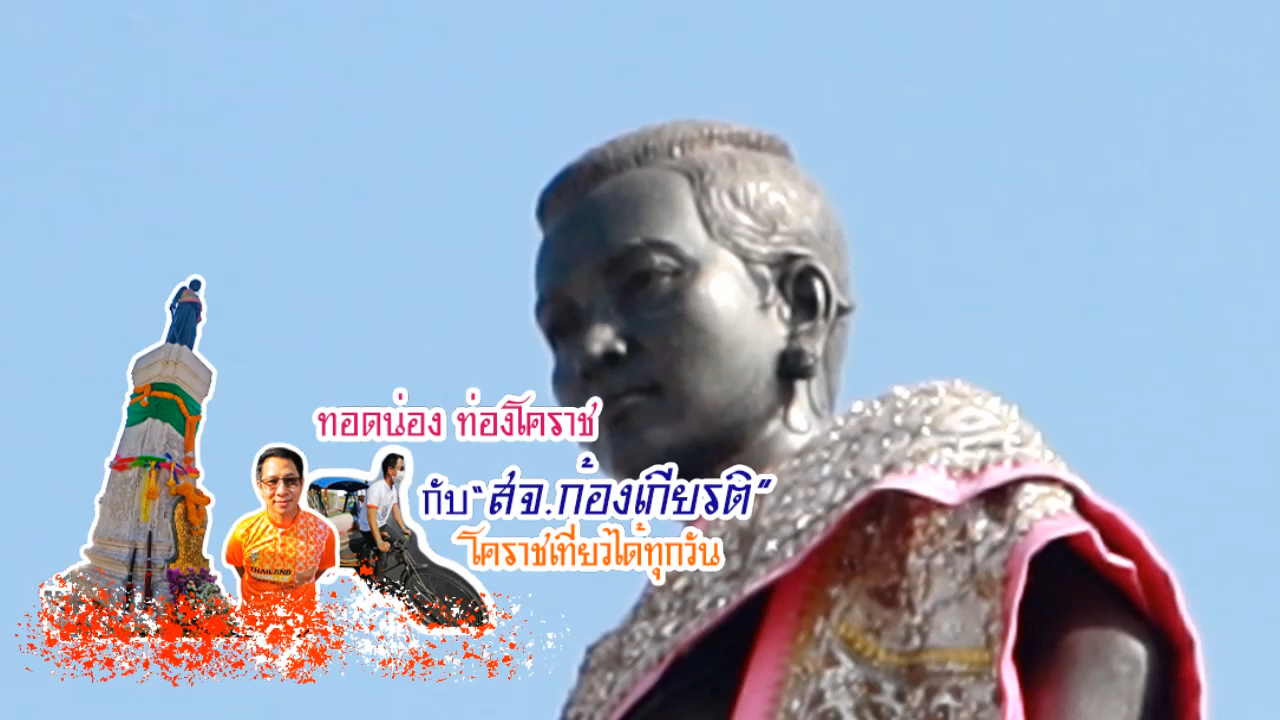 ทอดน่อง ท่องโคราช
กับ “สจ.ก้องเกียรติ”
โคราชเที่ยวได้ทุกวัน
THAILAND